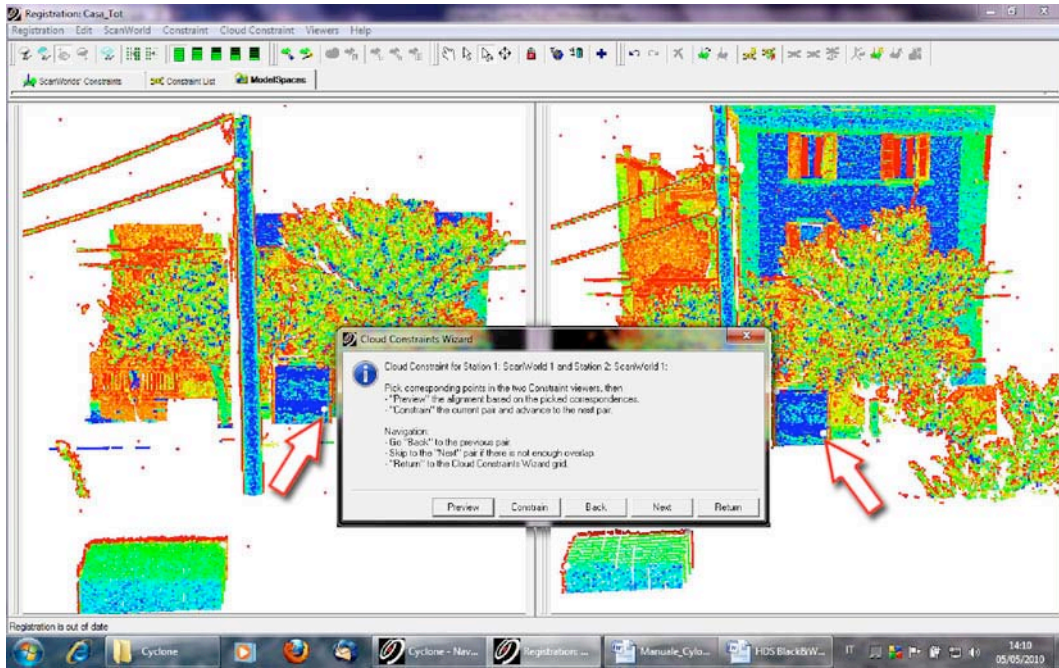 Registration: Casa_Tot
Registration Edit ScanWorld Constraint Cloud Constraint Viewers Help
ScanWorlds' Constraints Constraint List ModelSpaces
Cloud Constraints Wizard
Cloud Constraint for Station 1: ScanWorld 1 and Station 2: ScanWorld 1:
Pick corresponding points in the two Constraint viewers, then
- "Preview" the alignment based on the picked correspondences.
- "Constrain" the current pair and advance to the next pair.
Navigation:
- Go "Back" to the previous pair.
- Skip to the "Next" pair if there is not enough overlap.
- "Return" to the Cloud Constraints Wizard grid.
Preview Constrain Back Next Return
Registration is out of date
Cyclone Cyclone - Nav... Registration: ... Manuale_Cylo... HDS Black&W... IT 14:10
05/05/2010